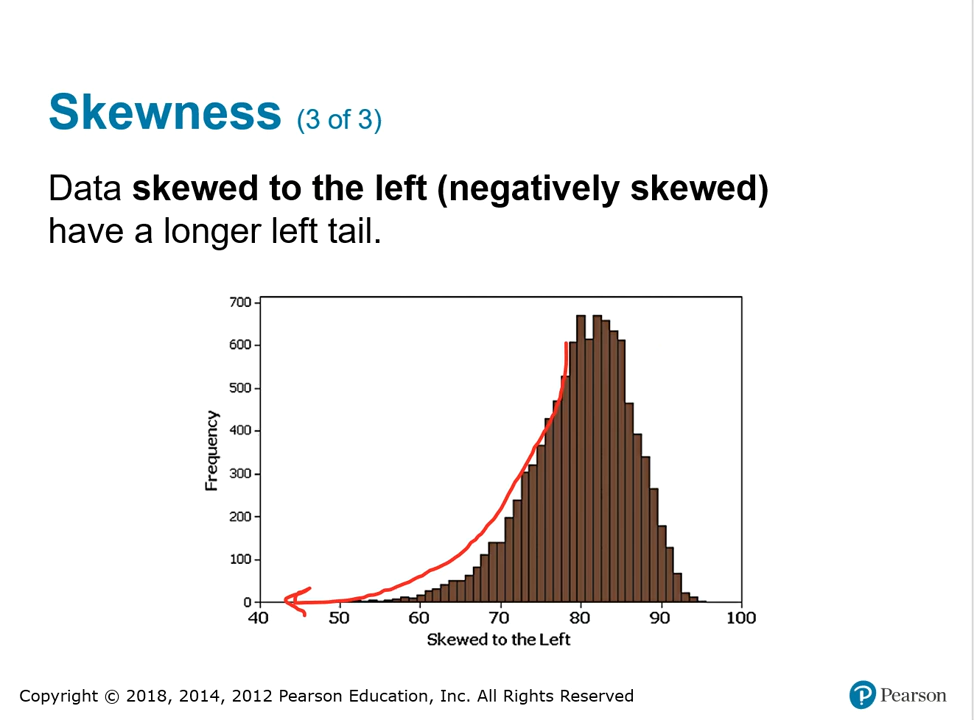 Skewness (3 of 3)
Data skewed to the left (negatively skewed)
have a longer left tail.
700
600
500
400
300
200
100
0
Frequency
40 50 60 70 80 90 100
Skewed to the Left
Copyright © 2018, 2014, 2012 Pearson Education, Inc. All Rights Reserved
P Pearson